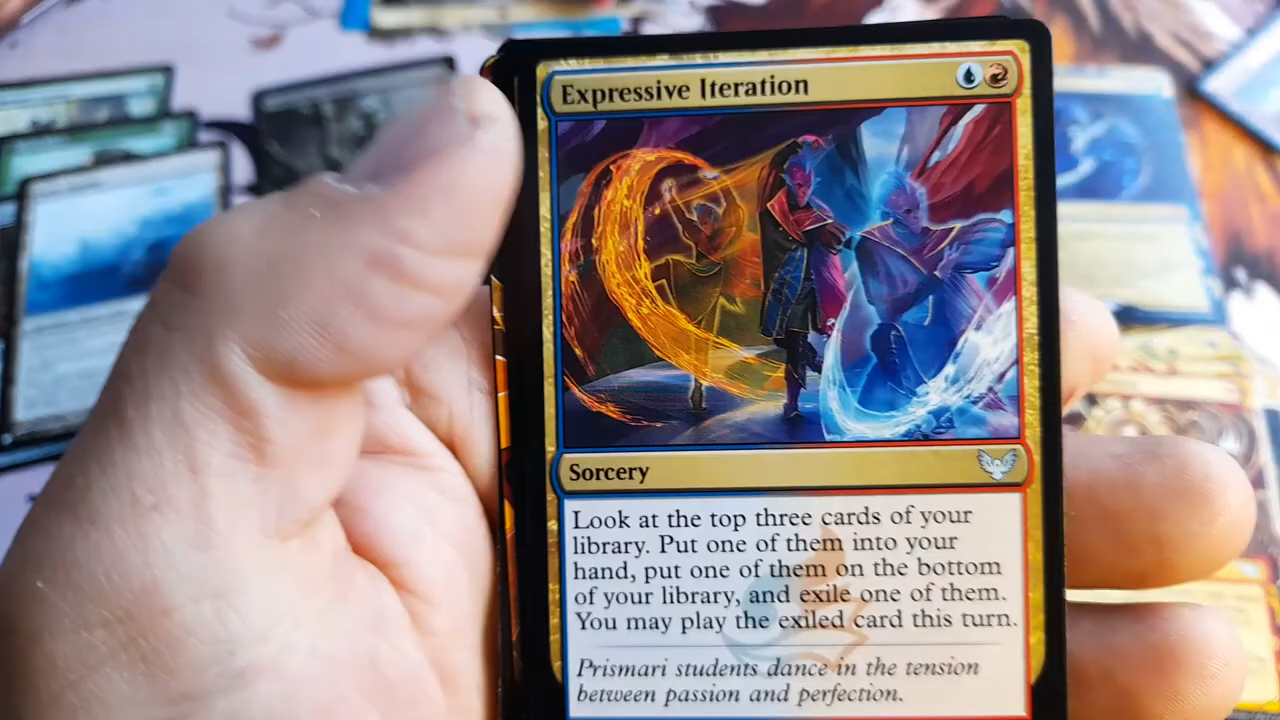 Expressive Iteration
Sorcery
Look at the top three cards of your
library. Put one of them into your
hand, put one of them on the bottom
of your library, and exile one of them.
You may play the exiled card this turn.
Prismari students dance in the tension
between passion and perfection.